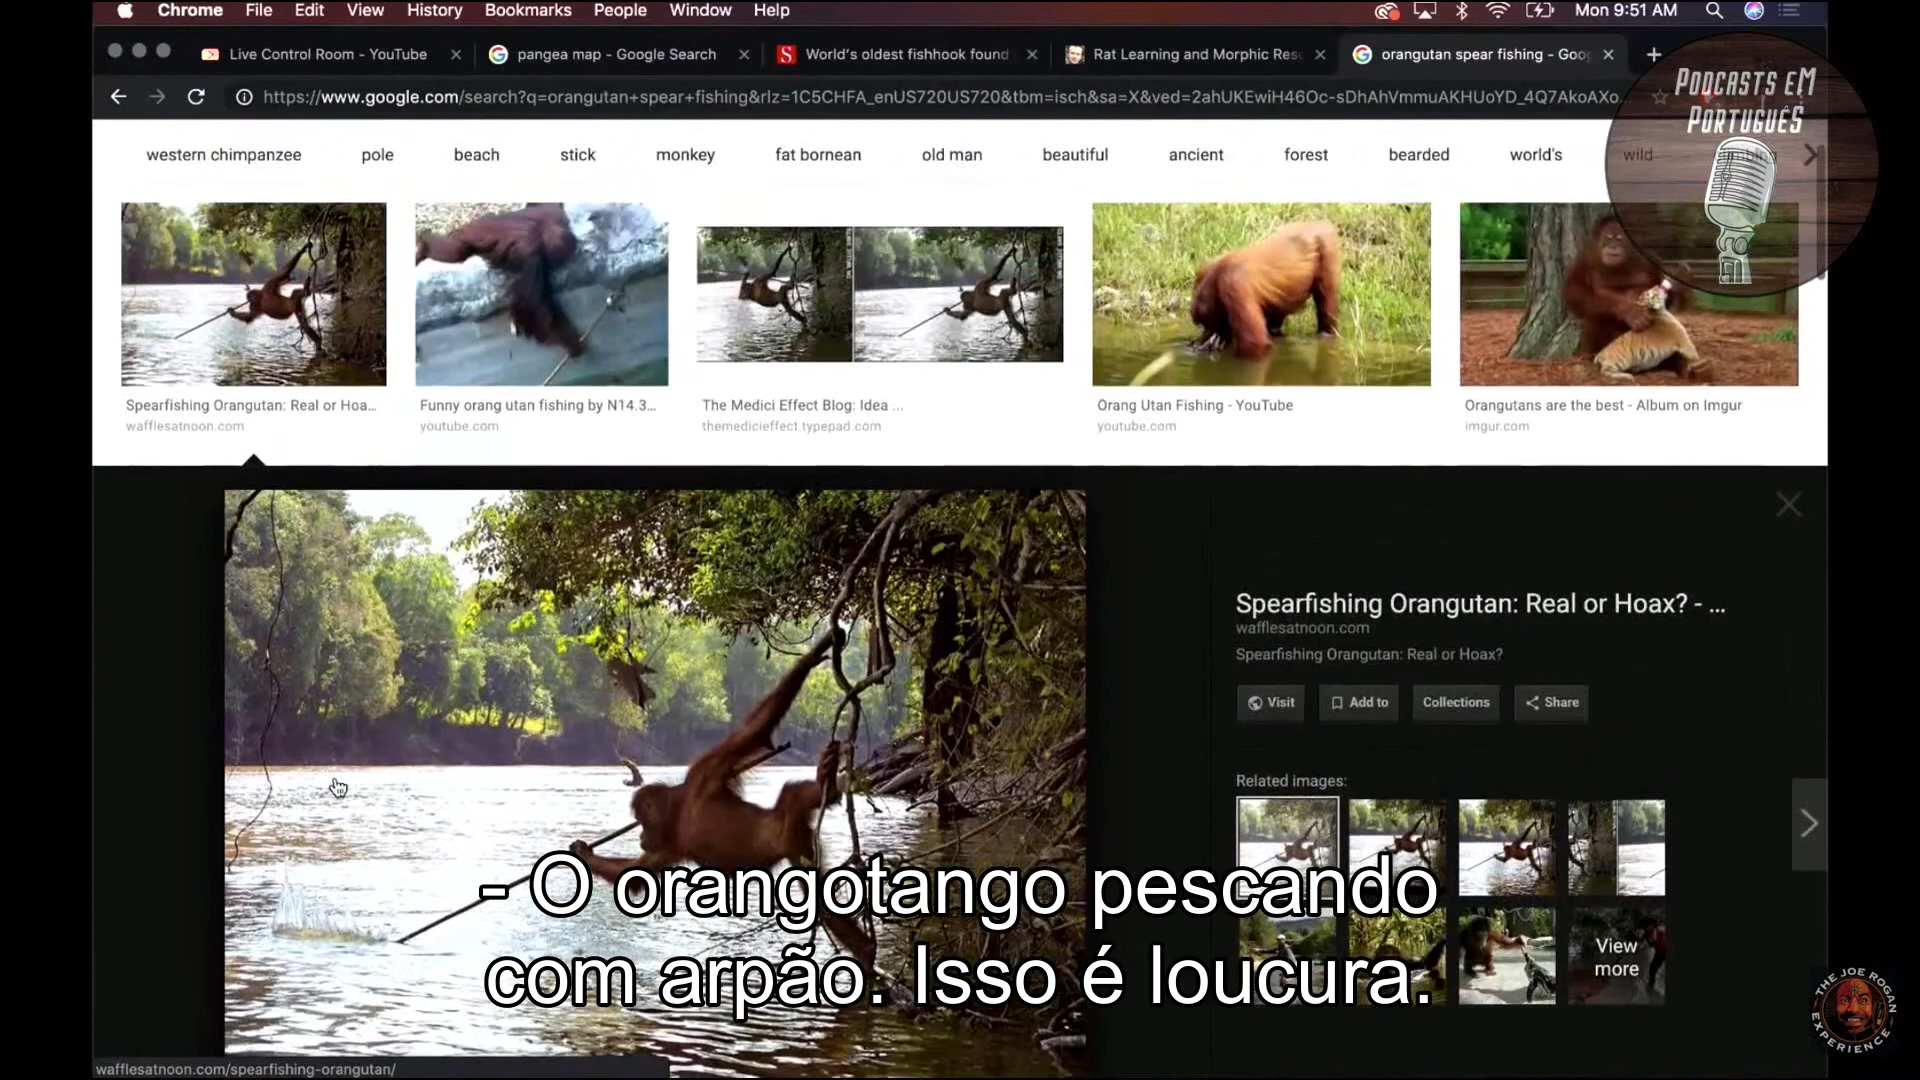 Chrome File Edit View History Bookmarks People Window Help Mon 9:51 AM
Live Control Room - YouTube
pangea map - Google Search
World's oldest fishhook found
Rat Learning and Morphic Res
orangutan spear fishing - Goo
https://www.google.com/search?q=orangutan+spear+fishing&rlz=1C5CHFA_enUS720US720&tbm=isch&sa=X&ved=2ahUKEwiH46Oc-sDhAhVmmuAKHUoYD_4Q7AkoAXo...
PODCASTS EM
PORTUGUÊS
western chimpanzee pole beach stick monkey fat bornean old man beautiful ancient forest bearded world's wild
Spearfishing Orangutan: Real or Hoa...
wafflesatnoon.com
Funny orang utan fishing by N14.3...
youtube.com
The Medici Effect Blog: Idea ...
themedicieffect.typepad.com
Orang Utan Fishing - YouTube
youtube.com
Orangutans are the best - Album on Imgur
imgur.com
Spearfishing Orangutan: Real or Hoax? - ...
wafflesatnoon.com
Spearfishing Orangutan: Real or Hoax?
Visit Add to Collections Share
Related images:
View
more
- O orangotango pescando
com arpão. Isso é loucura.
THE JOE ROGAN
EXPERIENCE
wafflesatnoon.com/spearfishing-orangutan/